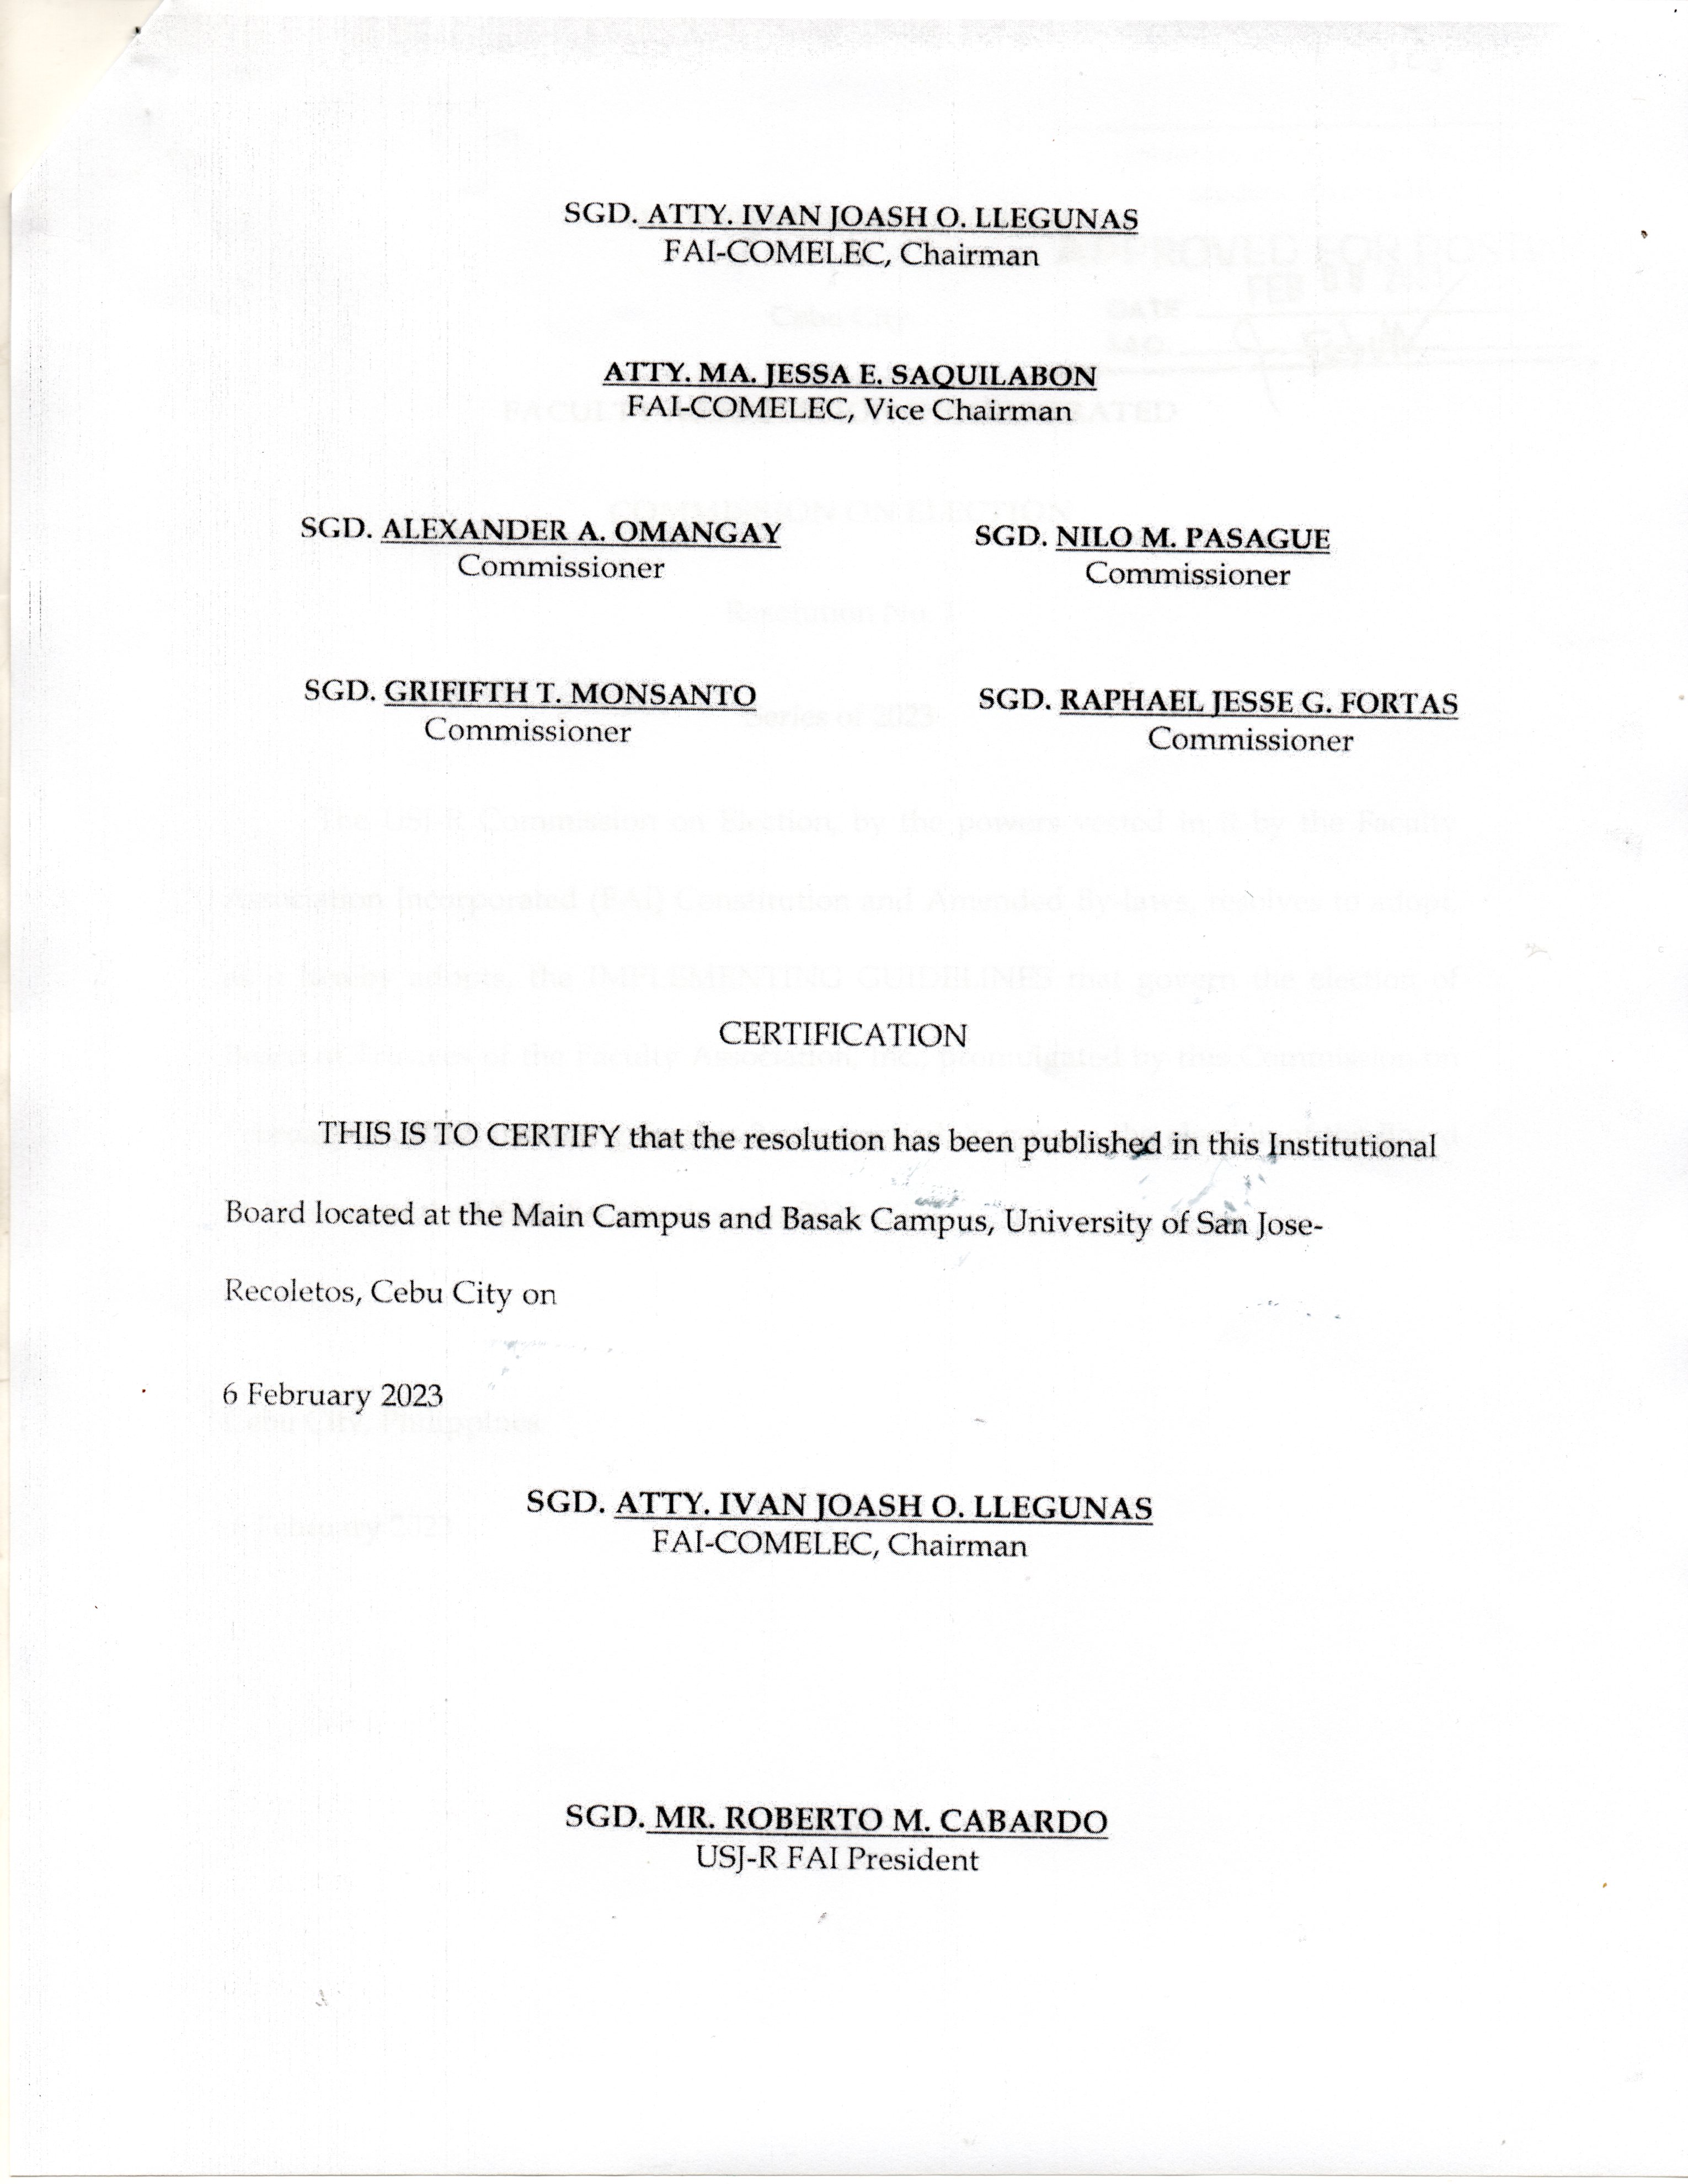 SGD. ATTY. IVAN JOASH O. LLEGUNAS
FAI-COMELEC, Chairman
ATTY. MA. JESSA E. SAQUILABON
FAI-COMELEC, Vice Chairman
SGD. ALEXANDER A. OMANGAY
Commissioner
SGD. NILO M. PASAGUE
Commissioner
SGD. GRIFIFTH T. MONSANTO
Commissioner
SGD. RAPHAEL JESSE G. FORTAS
Commissioner
CERTIFICATION
THIS IS TO CERTIFY that the resolution has been published in this Institutional
Board located at the Main Campus and Basak Campus, University of San Jose-
Recoletos, Cebu City on
6 February 2023
SGD. ATTY. IVAN JOASH O. LLEGUNAS
FAI-COMELEC, Chairman
SGD. MR. ROBERTO M. CABARDO
USJ-R FAI President